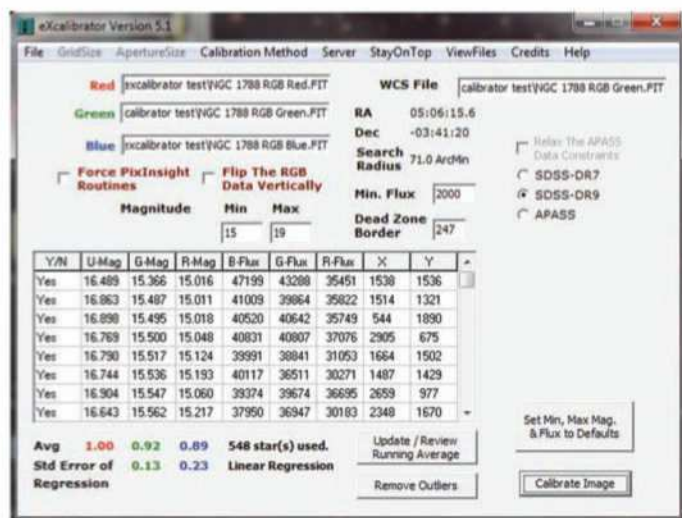 eXcalibrator Version 5.1
File GridSize ApertureSize Calibration Method Server StayOnTop ViewFiles Credits Help
Red excalibrator test\NGC 1788 RGB Red.FIT
WCS File calibrator test\NGC 1788 RGB Green.FIT
Green calibrator test\NGC 1788 RGB Green.FIT
RA 05:06:15.6
Dec -03:41:20
Blue excalibrator test\NGC 1788 RGB Blue.FIT
Search Radius 71.0 ArcMin
Relax The APASS
Data Constraints
Force PixInsight Routines
Flip The RGB Data Vertically
SDSS-DR7
Min. Flux 2000
SDSS-DR9
Magnitude Min Max
APASS
15 19
Dead Zone Border 247
Y/N U-Mag G-Mag R-Mag B-Flux G-Flux R-Flux X Y
Yes 16.489 15.366 15.016 47199 43288 35451 1538 1536
Yes 16.863 15.487 15.011 41009 39864 35822 1514 1321
Yes 16.898 15.495 15.018 40520 40642 35749 544 1890
Yes 16.769 15.500 15.048 40831 40807 37076 2905 675
Yes 16.790 15.517 15.124 39991 38841 31053 1664 1502
Yes 16.744 15.536 15.193 40117 36511 30271 1487 1429
Yes 16.904 15.547 15.060 39374 39674 36695 2659 977
Yes 16.643 15.562 15.217 37950 36947 30183 2348 1670
Set Min, Max Mag.
& Flux to Defaults
Avg 1.00 0.92 0.89 548 star(s) used.
Update / Review
Running Average
Std Error of Regression 0.13 0.23 Linear Regression
Remove Outliers
Calibrate Image